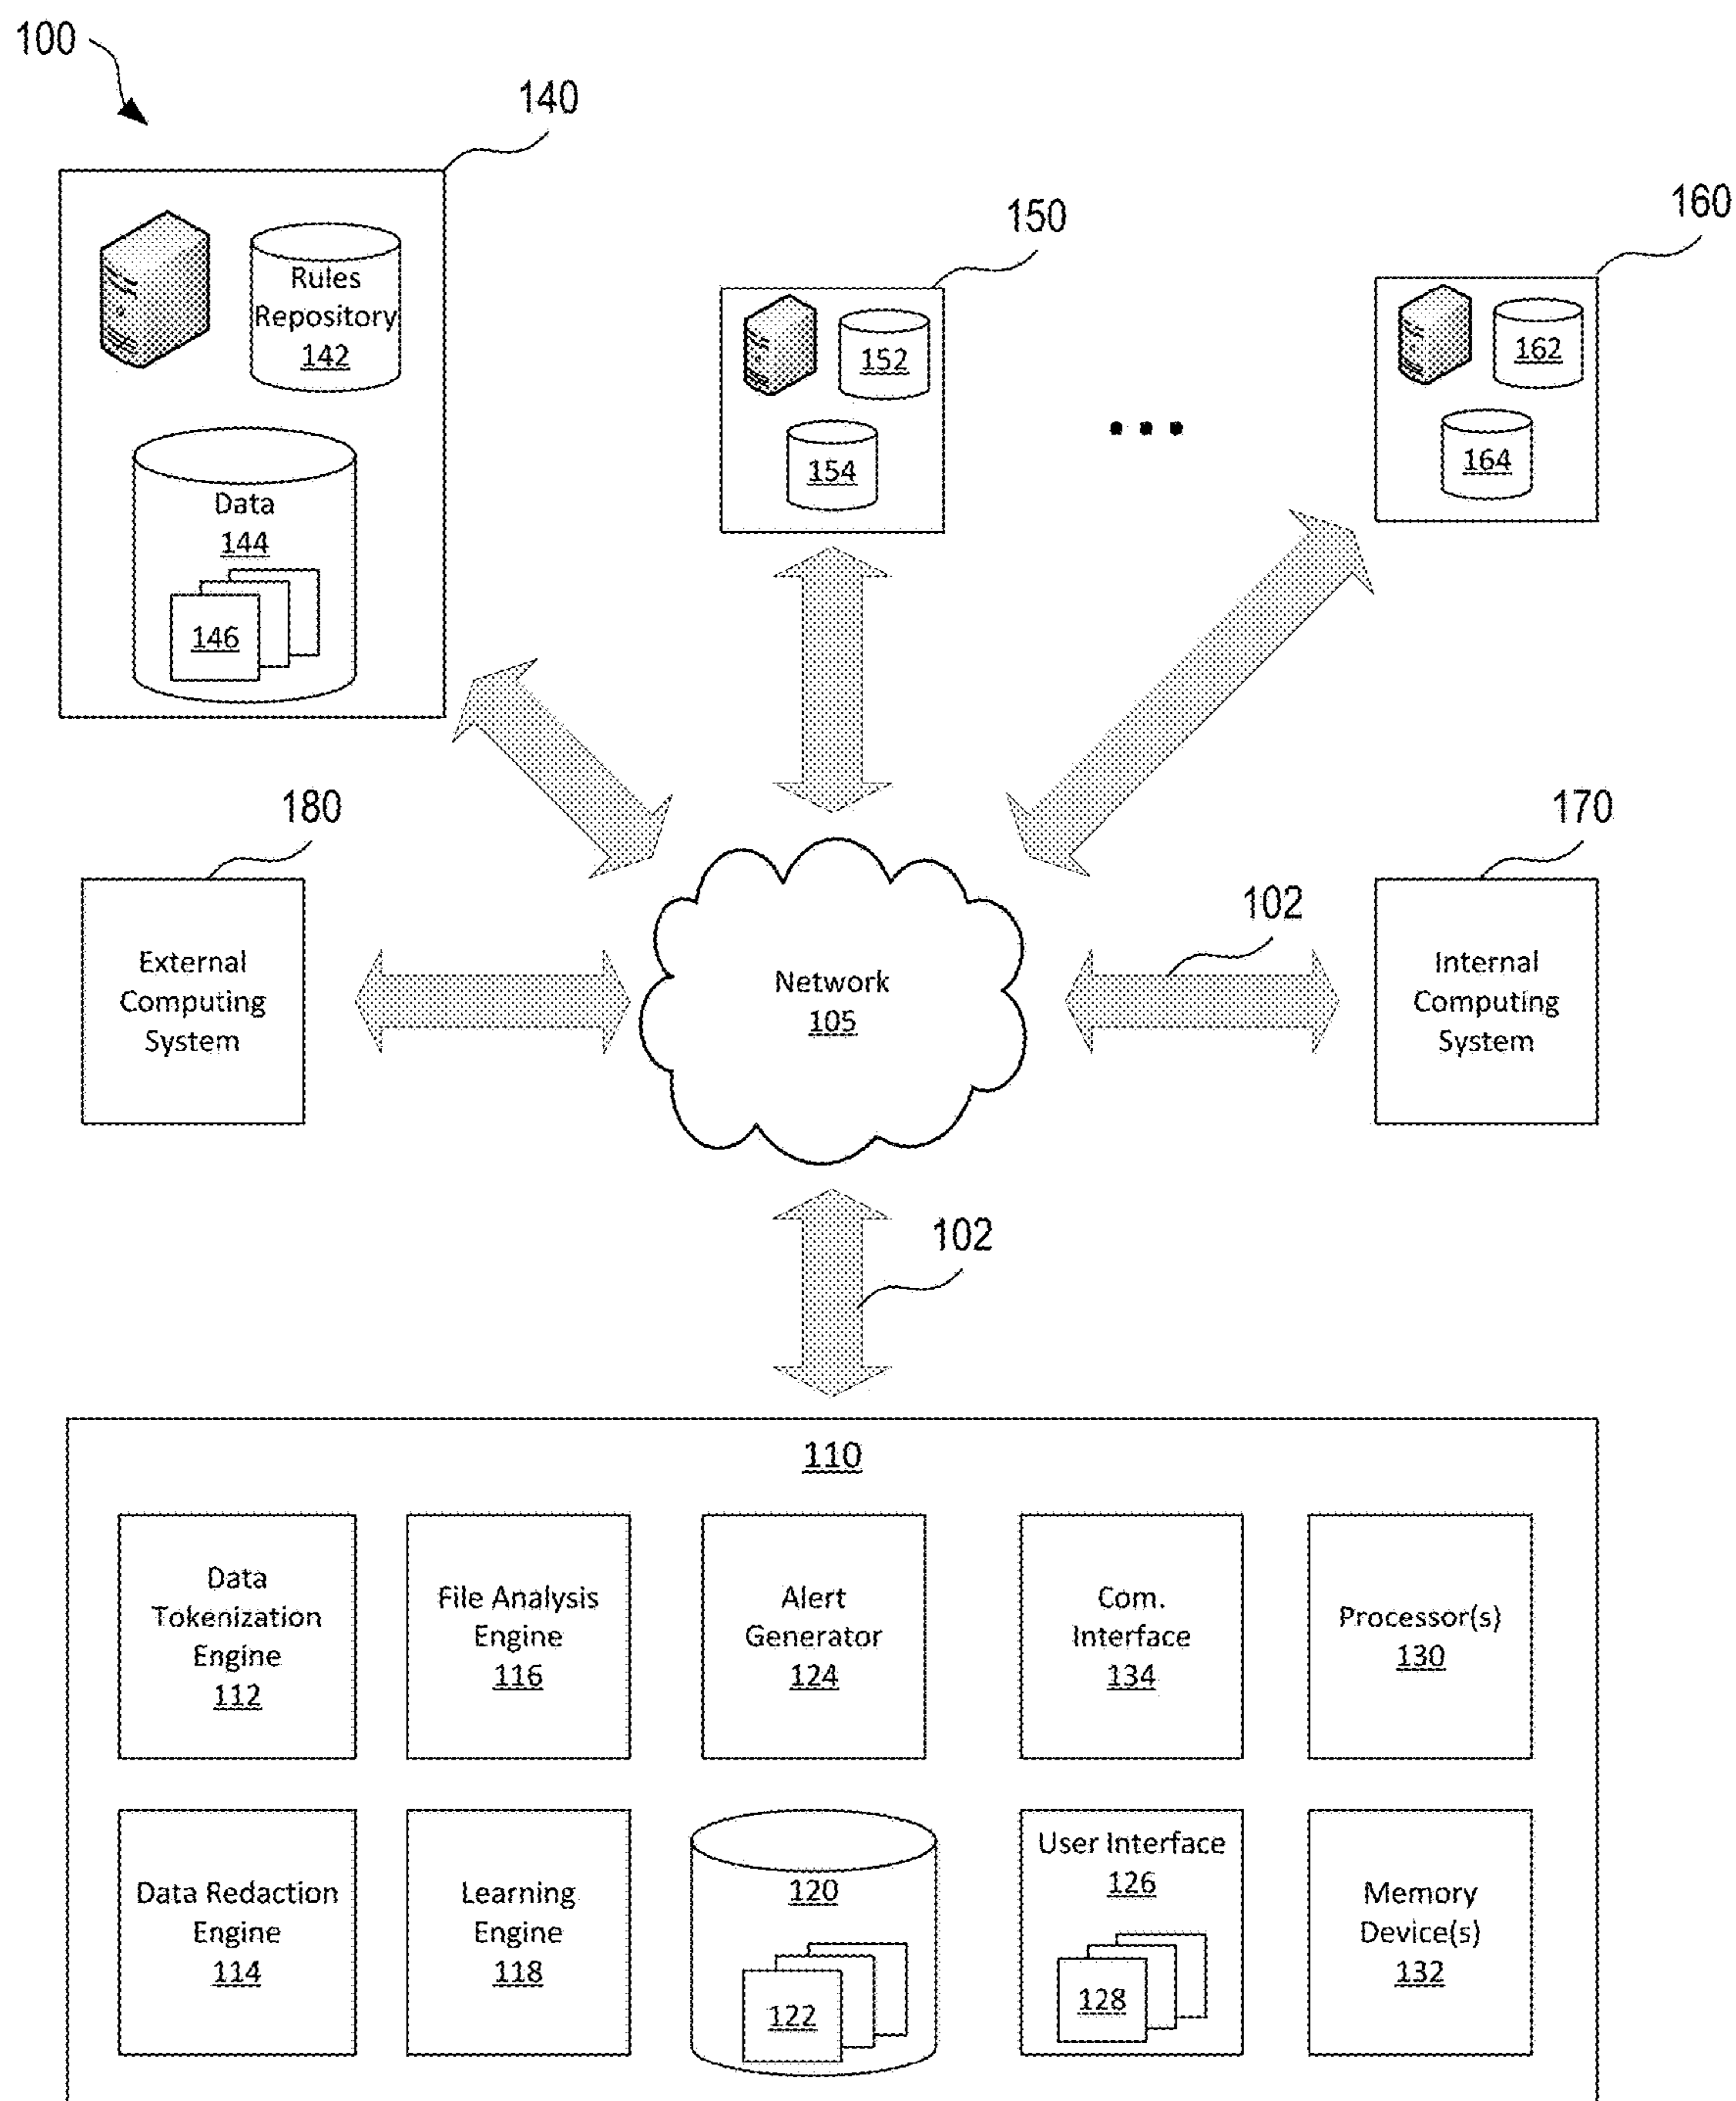 100
140
150
160
Rules
Repository
142
152
162
154
164
Data
144
146
180
170
102
External
Computing
System
Network
105
Internal
Computing
System
102
110
Data
Tokenization
Engine
112
File Analysis
Engine
116
Alert
Generator
124
Com.
Interface
134
Processor(s)
130
Data Redaction
Engine
114
Learning
Engine
118
120
122
User Interface
126
128
Memory
Device(s)
132